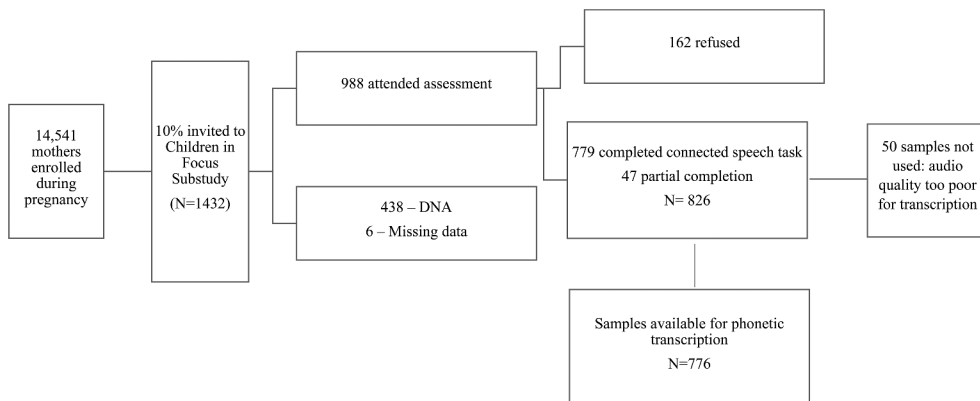 14,541
mothers
enrolled
during
pregnancy
10% invited to
Children in
Focus
Substudy
(N=1432)
988 attended assessment
438 – DNA
6 – Missing data
162 refused
779 completed connected speech task
47 partial completion
N= 826
50 samples not
used: audio
quality too poor
for transcription
Samples available for phonetic
transcription
N=776